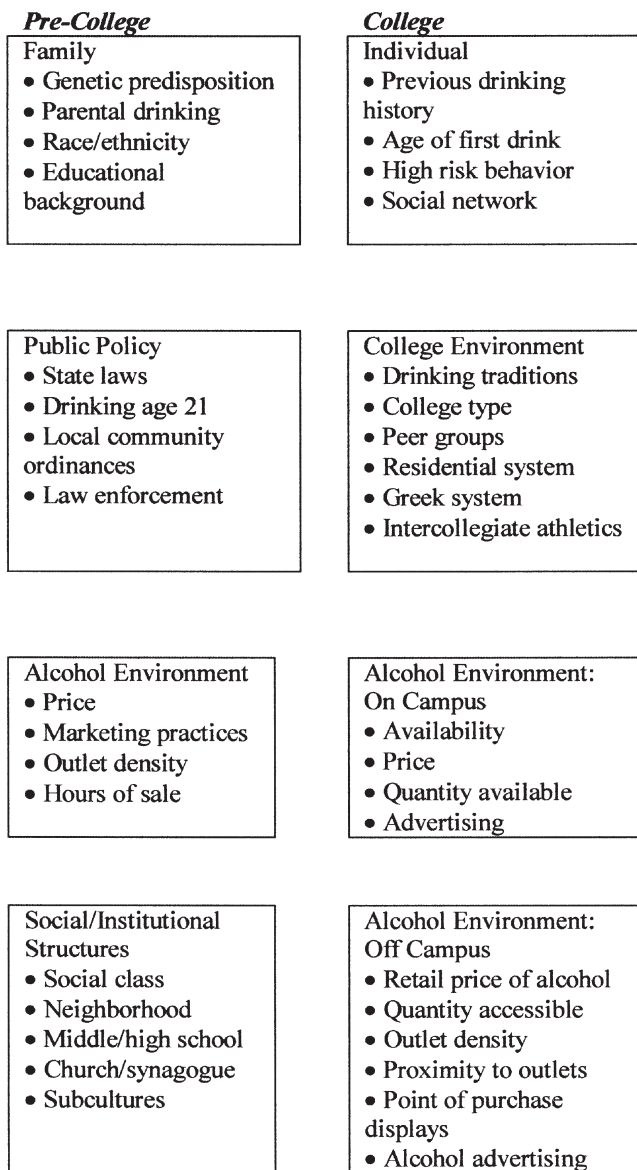 Pre-College
Family
• Genetic predisposition
• Parental drinking
• Race/ethnicity
• Educational
background
Public Policy
• State laws
• Drinking age 21
• Local community
ordinances
• Law enforcement
Alcohol Environment
• Price
• Marketing practices
• Outlet density
• Hours of sale
Social/Institutional
Structures
• Social class
• Neighborhood
• Middle/high school
• Church/synagogue
• Subcultures
College
Individual
• Previous drinking
history
• Age of first drink
• High risk behavior
• Social network
College Environment
• Drinking traditions
• College type
• Peer groups
• Residential system
• Greek system
• Intercollegiate athletics
Alcohol Environment:
On Campus
• Availability
• Price
• Quantity available
• Advertising
Alcohol Environment:
Off Campus
• Retail price of alcohol
• Quantity accessible
• Outlet density
• Proximity to outlets
• Point of purchase
displays
• Alcohol advertising